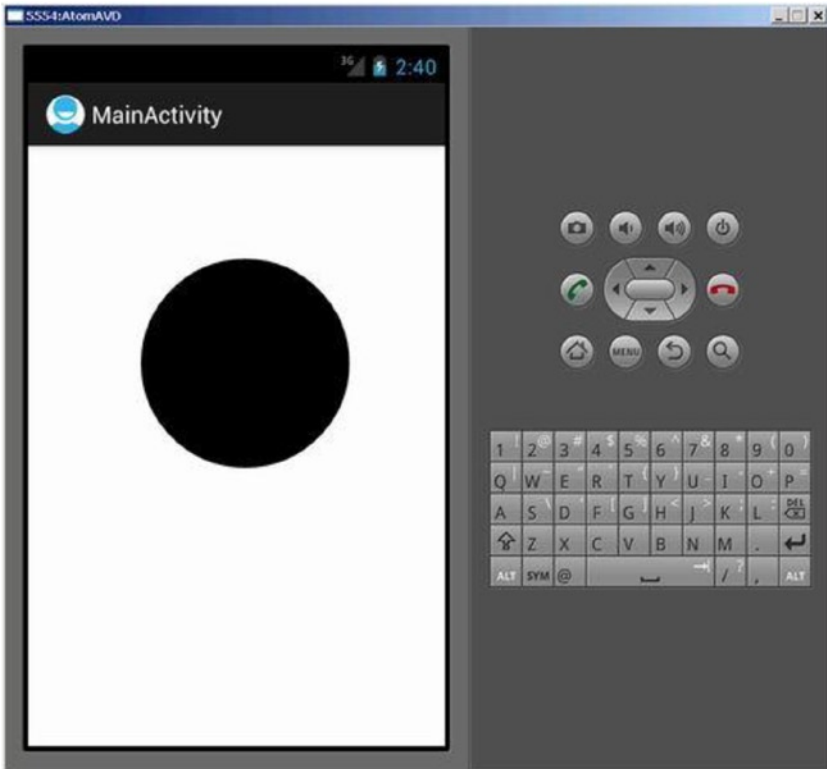 5554:AtomAVD
3G 2:40
MainActivity
MENU
1 ! 2 @ 3 # 4 $ 5 % 6 ^ 7 & 8 * 9 ( 0 )
Q W E R T { Y } U I O P
A S \ D F [ G ] H < J > K ; L : DEL
Z X C V B N M .
ALT SYM @ / ? , ALT